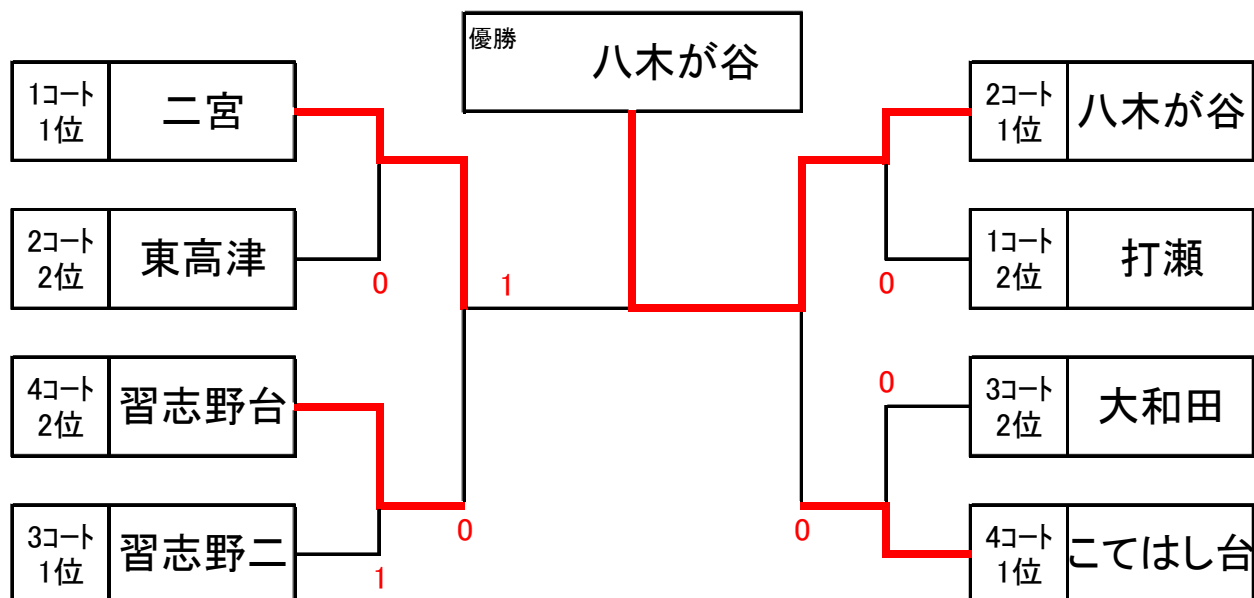 優勝
八木が谷
1コート
1位
二宮
2コート
1位
八木が谷
2コート
2位
東高津
1コート
2位
打瀬
0
1
0
4コート
2位
習志野台
0
3コート
2位
大和田
3コート
1位
習志野二
1
0
0
4コート
1位
こてはし台